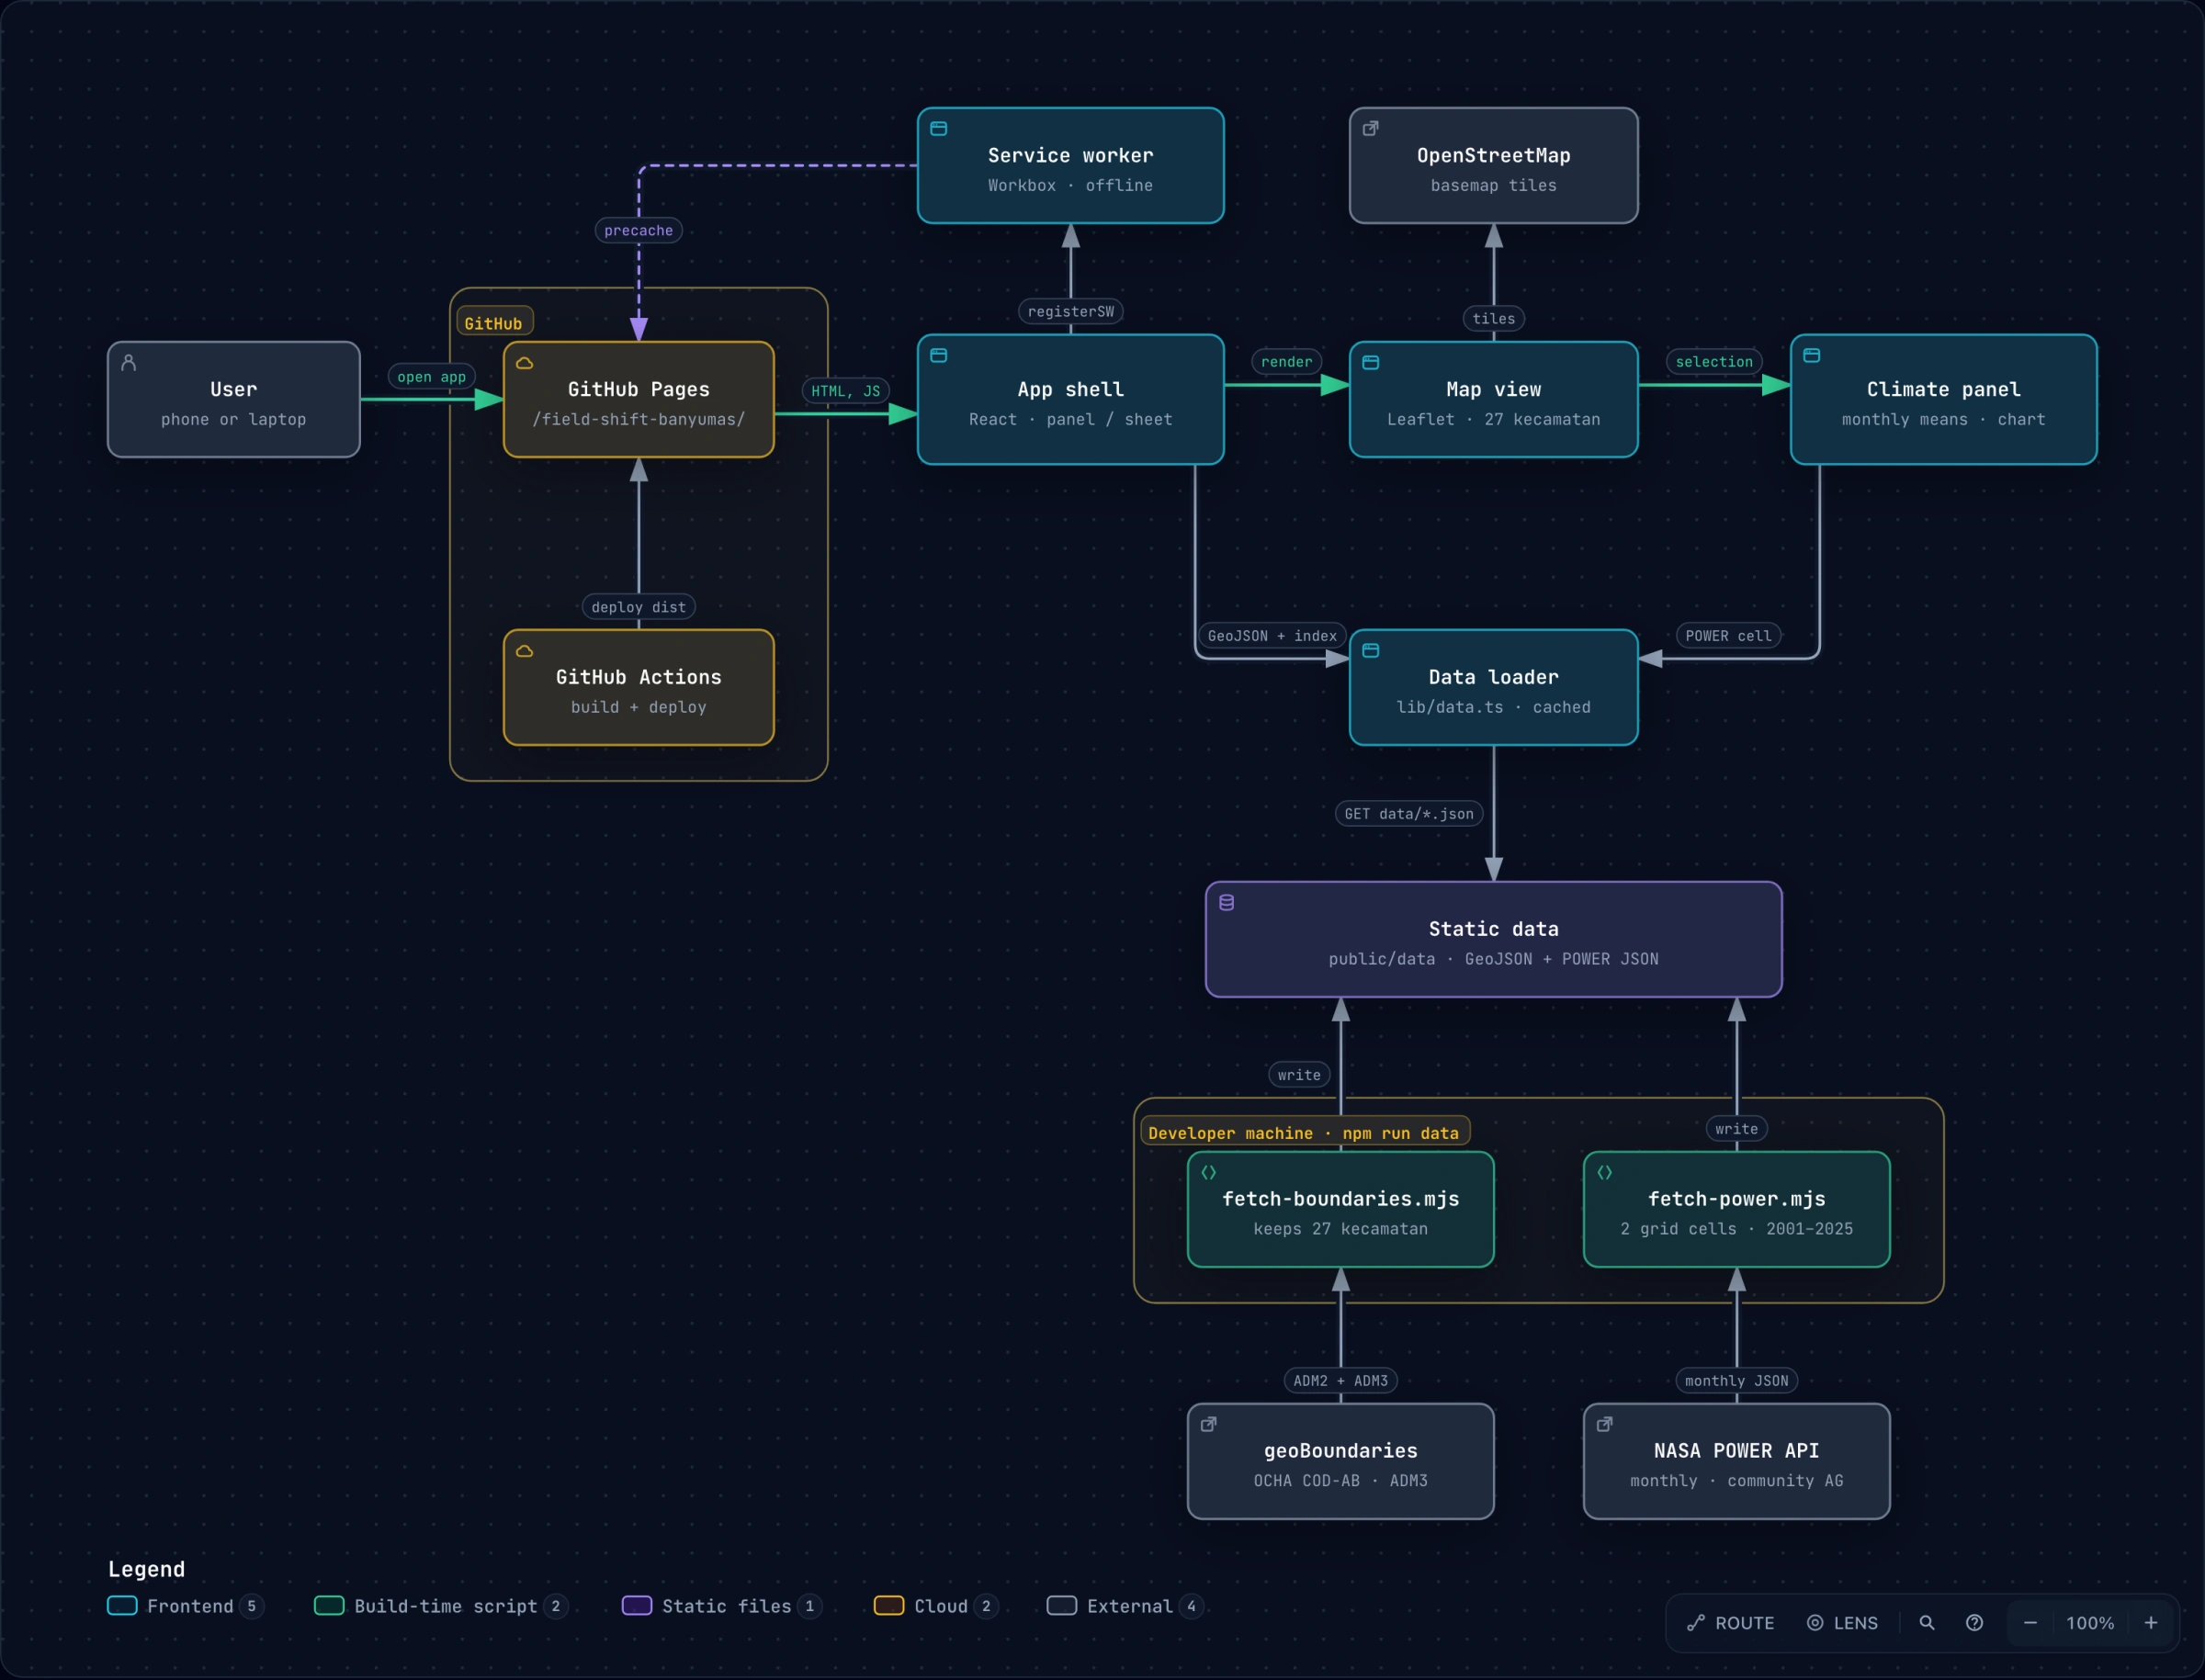 Service worker
Workbox · offline
OpenStreetMap
basemap tiles
precache
registerSW
tiles
GitHub
User
phone or laptop
open app
GitHub Pages
/field-shift-banyumas/
HTML, JS
App shell
React · panel / sheet
render
Map view
Leaflet · 27 kecamatan
selection
Climate panel
monthly means · chart
deploy dist
GitHub Actions
build + deploy
GeoJSON + index
Data loader
lib/data.ts · cached
POWER cell
GET data/*.json
Static data
public/data · GeoJSON + POWER JSON
write
write
Developer machine · npm run data
fetch-boundaries.mjs
keeps 27 kecamatan
fetch-power.mjs
2 grid cells · 2001–2025
ADM2 + ADM3
monthly JSON
geoBoundaries
OCHA COD-AB · ADM3
NASA POWER API
monthly · community AG
Legend
Frontend 5
Build-time script 2
Static files 1
Cloud 2
External 4
ROUTE
LENS
− 100% +